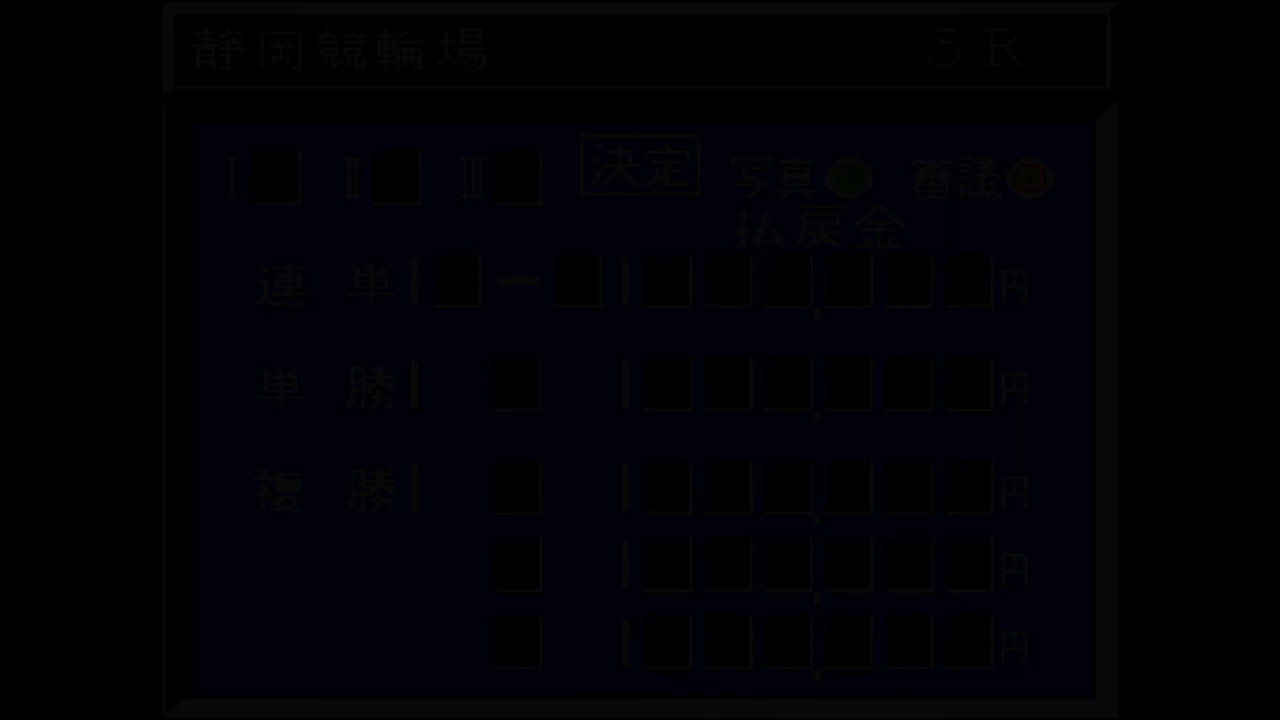 静岡競輪場 3R
Ⅰ Ⅱ Ⅲ 決定 写真 審議
払戻金
連単 － , 円
単勝 , 円
複勝 , 円
, 円
, 円